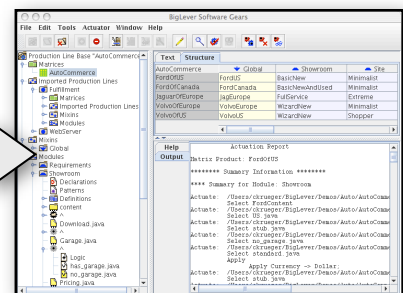 BigLever Software Gears
File Edit Tools Actuator Window Help
Production Line Base "AutoCommerce
Matrices
AutoCommerce
Imported Production Lines
Fulfillment
Matrices
Imported Production Lines
Mixins
Modules
WebServer
Mixins
Global
Modules
Requirements
Showroom
Declarations
Patterns
Definitions
content
^
Download.java
^
Garage.java
^
Logic
has_garage.java
no_garage.java
Pricing.java
Text Structure
AutoCommerce Global Showroom Site
FordOfUS FordUS BasicNew Minimalist
FordOfCanada FordCanada BasicNewAndUsed Minimalist
JaguarOfEurope JagEurope FullService Extreme
VolvoOfEurope VolvoEurope WizardNew Minimalist
VolvoOfUS VolvoUS WizardNew Shopper
Help
Output
Actuation Report
Matrix Product: FordOfUS
******** Summary Information ********
**** Summary for Module: Showroom
Actuate: /Users/ckrueger/BigLever/Demos/Auto/AutoComme
Select FordContent
Actuate: /Users/ckrueger/BigLever/Demos/Auto/AutoComme
Select US.java
Actuate: /Users/ckrueger/BigLever/Demos/Auto/AutoComme
Select stub.java
Actuate: /Users/ckrueger/BigLever/Demos/Auto/AutoComme
Select no_garage.java
Actuate: /Users/ckrueger/BigLever/Demos/Auto/AutoComme
Select standard.java
Apply
Apply Currency -> Dollar.
Actuate: /Users/ckrueger/BigLever/Demos/Auto/AutoComme
Select stub.java
Actuate: /Users/ckrueger/BigLever/Demos/Auto/AutoComme
Select stub.java